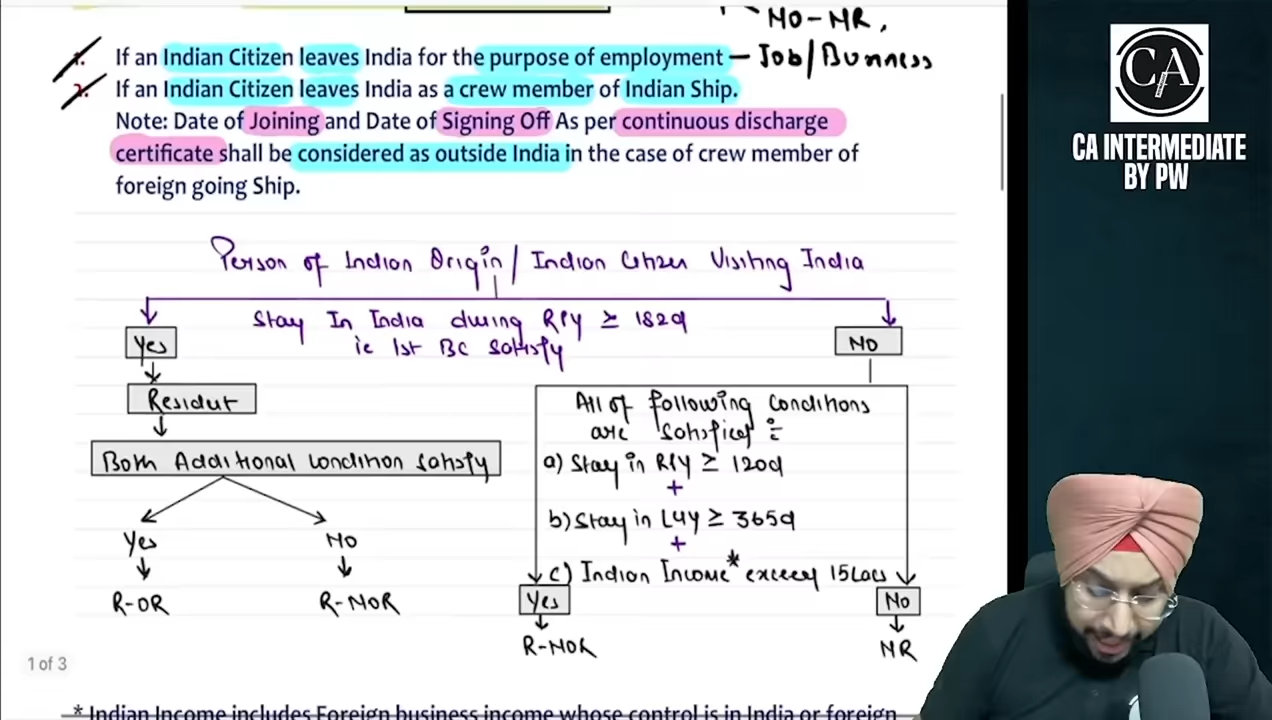 NO-NR,
1. If an Indian Citizen leaves India for the purpose of employment - Job/Business
2. If an Indian Citizen leaves India as a crew member of Indian Ship.
Note: Date of Joining and Date of Signing Off As per continuous discharge
certificate shall be considered as outside India in the case of crew member of
foreign going Ship.
CA
CA INTERMEDIATE
BY PW
Person of Indian Origin/ Indian Citizen Visiting India
Stay In India during RPY ≥ 182d
ie 1st BC Satisfy
Yes
NO
Resident
All of following Conditions
are Satisfied :-
Both Additional Condition Satisfy
a) Stay in RPY ≥ 120d
+
b) Stay in L4Y ≥ 365d
+
Yes
No
c) Indian Income* exceed 15Lacs
R-OR
R-NOR
Yes
No
R-NOR
NR
1 of 3
* Indian Income includes Foreign business income whose control is in India or foreign